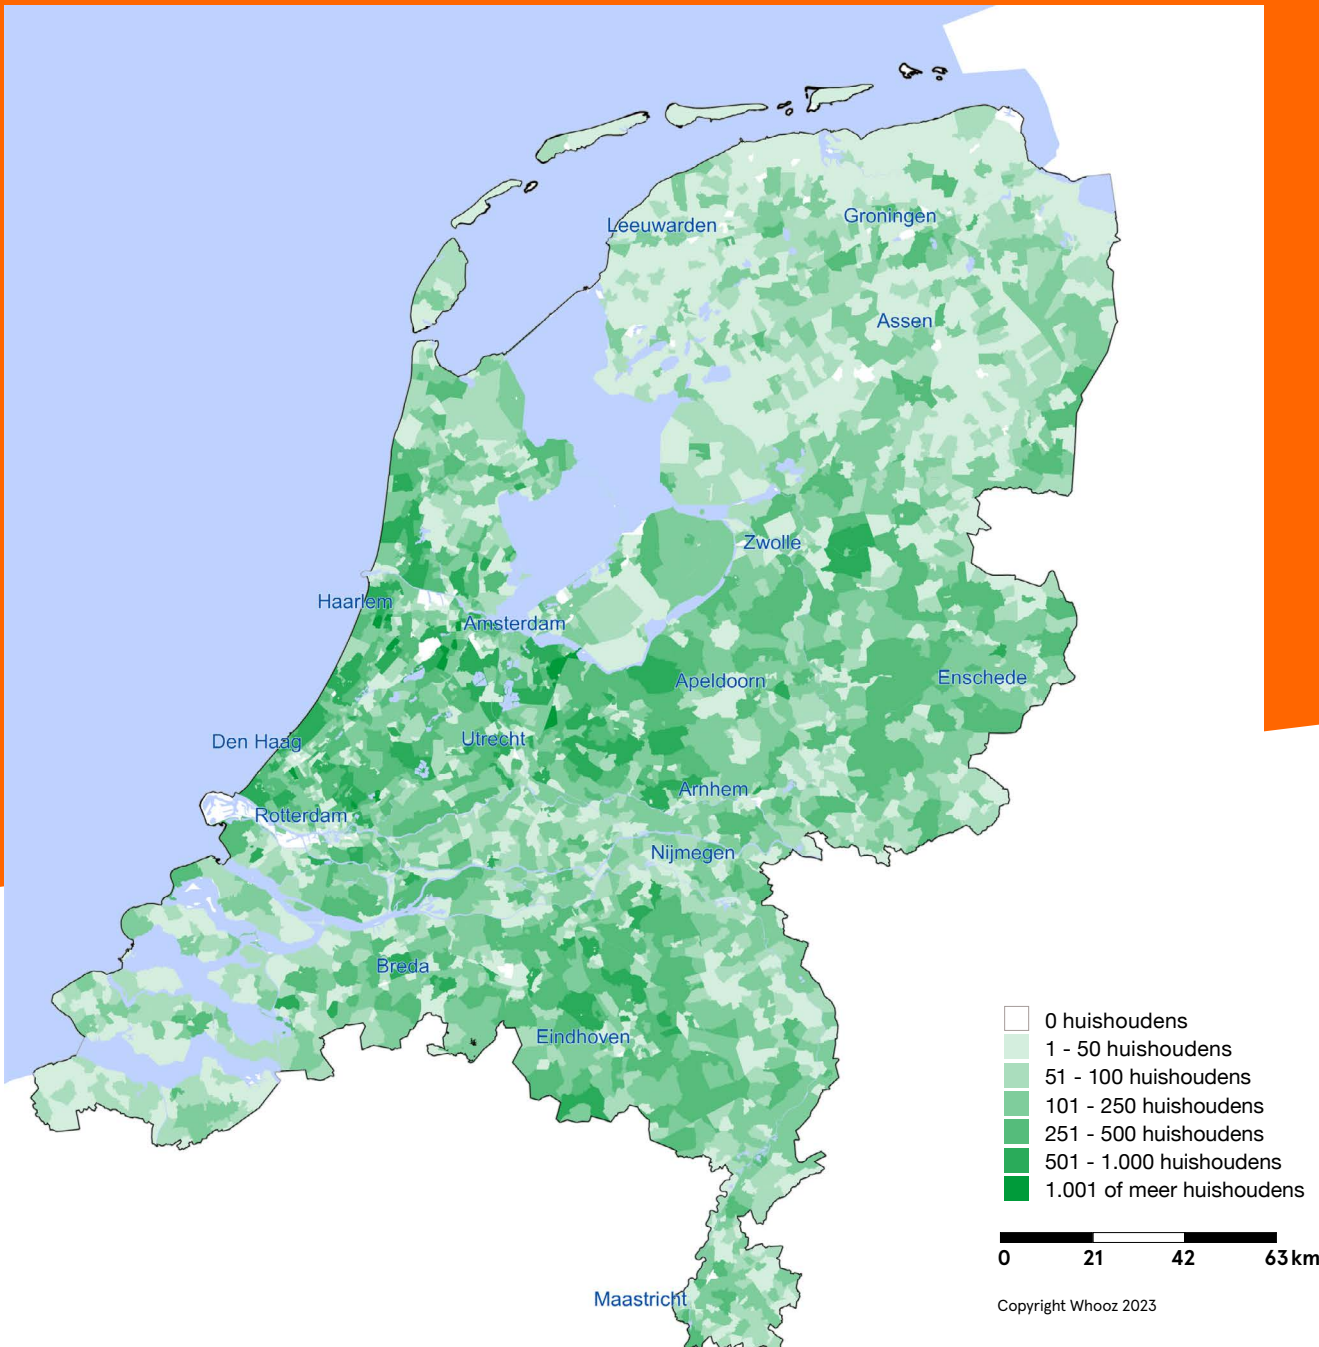 Leeuwarden
Groningen
Assen
Zwolle
Haarlem
Amsterdam
Apeldoorn
Enschede
Den Haag
Utrecht
Arnhem
Rotterdam
Nijmegen
Breda
Eindhoven
Maastricht
0 huishoudens
1 - 50 huishoudens
51 - 100 huishoudens
101 - 250 huishoudens
251 - 500 huishoudens
501 - 1.000 huishoudens
1.001 of meer huishoudens
0 21 42 63 km
Copyright Whooz 2023